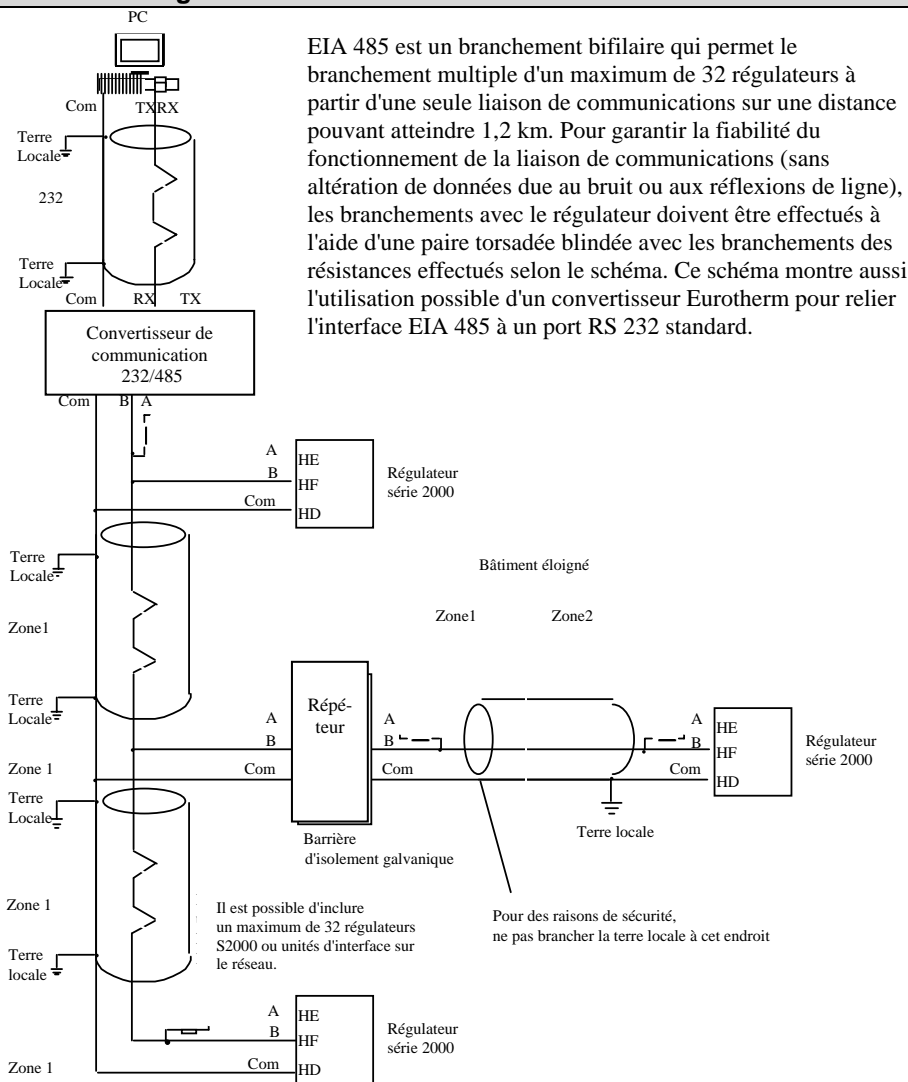 PC
EIA 485 est un branchement bifilaire qui permet le
branchement multiple d'un maximum de 32 régulateurs à
partir d'une seule liaison de communications sur une distance
pouvant atteindre 1,2 km. Pour garantir la fiabilité du
fonctionnement de la liaison de communications (sans
altération de données due au bruit ou aux réflexions de ligne),
les branchements avec le régulateur doivent être effectués à
l'aide d'une paire torsadée blindée avec les branchements des
résistances effectués selon le schéma. Ce schéma montre aussi
l'utilisation possible d'un convertisseur Eurotherm pour relier
l'interface EIA 485 à un port RS 232 standard.
Com TXRX
Terre
Locale
232
Terre
Locale
Com RX TX
Convertisseur de
communication
232/485
Com B A
A HE
B HF
Com HD
Régulateur
série 2000
Terre
Locale
Bâtiment éloigné
Zone1
Zone1 Zone2
Terre
Locale
A
B
Com
Répé-
teur
A
B
Com
A HE
B HF
Com HD
Régulateur
série 2000
Zone 1
Terre
Locale
Terre locale
Barrière
d'isolement galvanique
Zone 1
Il est possible d'inclure
un maximum de 32 régulateurs
S2000 ou unités d'interface sur
le réseau.
Pour des raisons de sécurité,
ne pas brancher la terre locale à cet endroit
Terre
locale
A HE
B HF
Com HD
Régulateur
série 2000
Zone 1